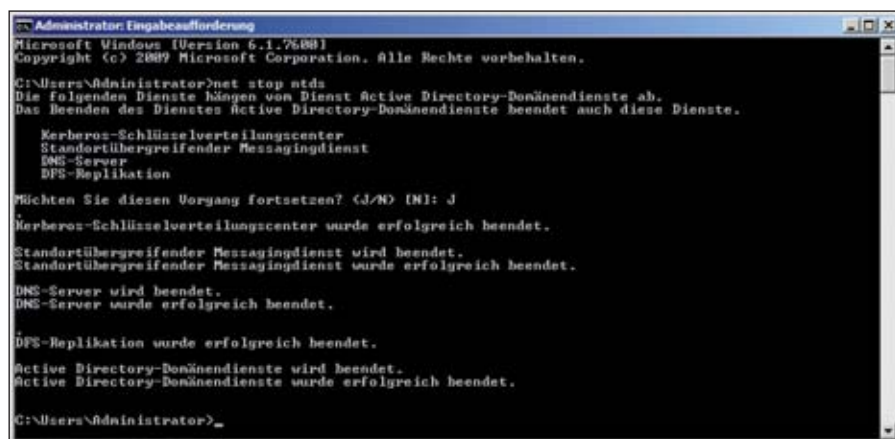 Administrator: Eingabeaufforderung
Microsoft Windows [Version 6.1.7600]
Copyright (c) 2009 Microsoft Corporation. Alle Rechte vorbehalten.
C:\Users\Administrator>net stop ntds
Die folgenden Dienste hängen vom Dienst Active Directory-Domänendienste ab.
Das Beenden des Dienstes Active Directory-Domänendienste beendet auch diese Dienste.
Kerberos-Schlüsselverteilungscenter
Standortübergreifender Messagingdienst
DNS-Server
DFS-Replikation
Möchten Sie diesen Vorgang fortsetzen? (J/N) [N]: J
.
Kerberos-Schlüsselverteilungscenter wurde erfolgreich beendet.
Standortübergreifender Messagingdienst wird beendet.
Standortübergreifender Messagingdienst wurde erfolgreich beendet.
DNS-Server wird beendet.
DNS-Server wurde erfolgreich beendet.
.
DFS-Replikation wurde erfolgreich beendet.
Active Directory-Domänendienste wird beendet.
Active Directory-Domänendienste wurde erfolgreich beendet.
C:\Users\Administrator>_